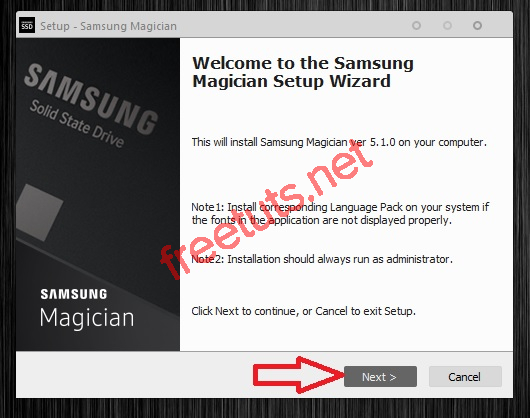 SSD
Setup - Samsung Magician
SAMSUNG
Solid State Drive
SAMSUNG
Magician
Welcome to the Samsung
Magician Setup Wizard
This will install Samsung Magician ver 5.1.0 on your computer.
Note1: Install corresponding Language Pack on your system if
the fonts in the application are not displayed properly.
Note2: Installation should always run as administrator.
Click Next to continue, or Cancel to exit Setup.
freetuts.net
Next >
Cancel